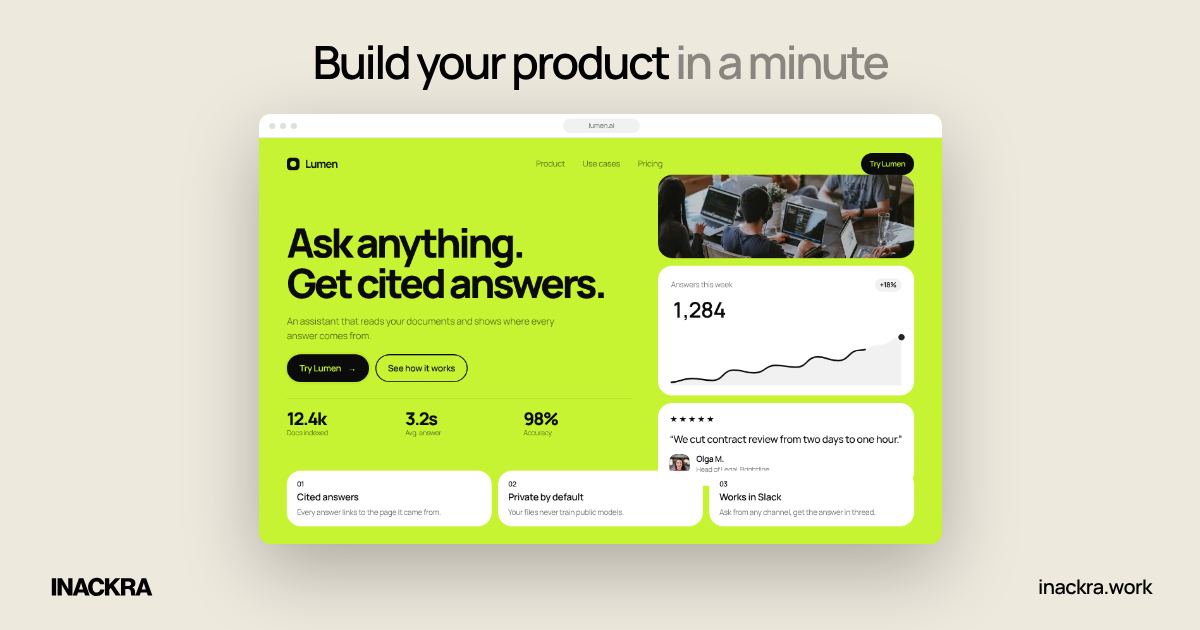 Build your product in a minute
lumen.ai
Lumen
Product
Use cases
Pricing
Try Lumen
Ask anything.
Get cited answers.
An assistant that reads your documents and shows where every
answer comes from.
Try Lumen →
See how it works
12.4k
Docs indexed
3.2s
Avg. answer
98%
Accuracy
Answers this week
+18%
1,284
★★★★★
“We cut contract review from two days to one hour.”
Olga M.
Head of Legal,
01
Cited answers
Every answer links to the page it came from.
02
Private by default
Your files never train public models.
03
Works in Slack
Ask from any channel, get the answer in thread.
INACKRA
inackra.work